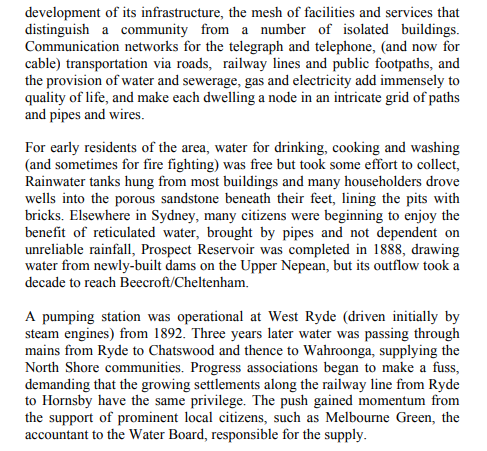 development of its infrastructure, the mesh of facilities and services that
distinguish a community from a number of isolated buildings.
Communication networks for the telegraph and telephone, (and now for
cable) transportation via roads, railway lines and public footpaths, and
the provision of water and sewerage, gas and electricity add immensely to
quality of life, and make each dwelling a node in an intricate grid of paths
and pipes and wires.
For early residents of the area, water for drinking, cooking and washing
(and sometimes for fire fighting) was free but took some effort to collect,
Rainwater tanks hung from most buildings and many householders drove
wells into the porous sandstone beneath their feet, lining the pits with
bricks. Elsewhere in Sydney, many citizens were beginning to enjoy the
benefit of reticulated water, brought by pipes and not dependent on
unreliable rainfall, Prospect Reservoir was completed in 1888, drawing
water from newly-built dams on the Upper Nepean, but its outflow took a
decade to reach Beecroft/Cheltenham.
A pumping station was operational at West Ryde (driven initially by
steam engines) from 1892. Three years later water was passing through
mains from Ryde to Chatswood and thence to Wahroonga, supplying the
North Shore communities. Progress associations began to make a fuss,
demanding that the growing settlements along the railway line from Ryde
to Hornsby have the same privilege. The push gained momentum from
the support of prominent local citizens, such as Melbourne Green, the
accountant to the Water Board, responsible for the supply.